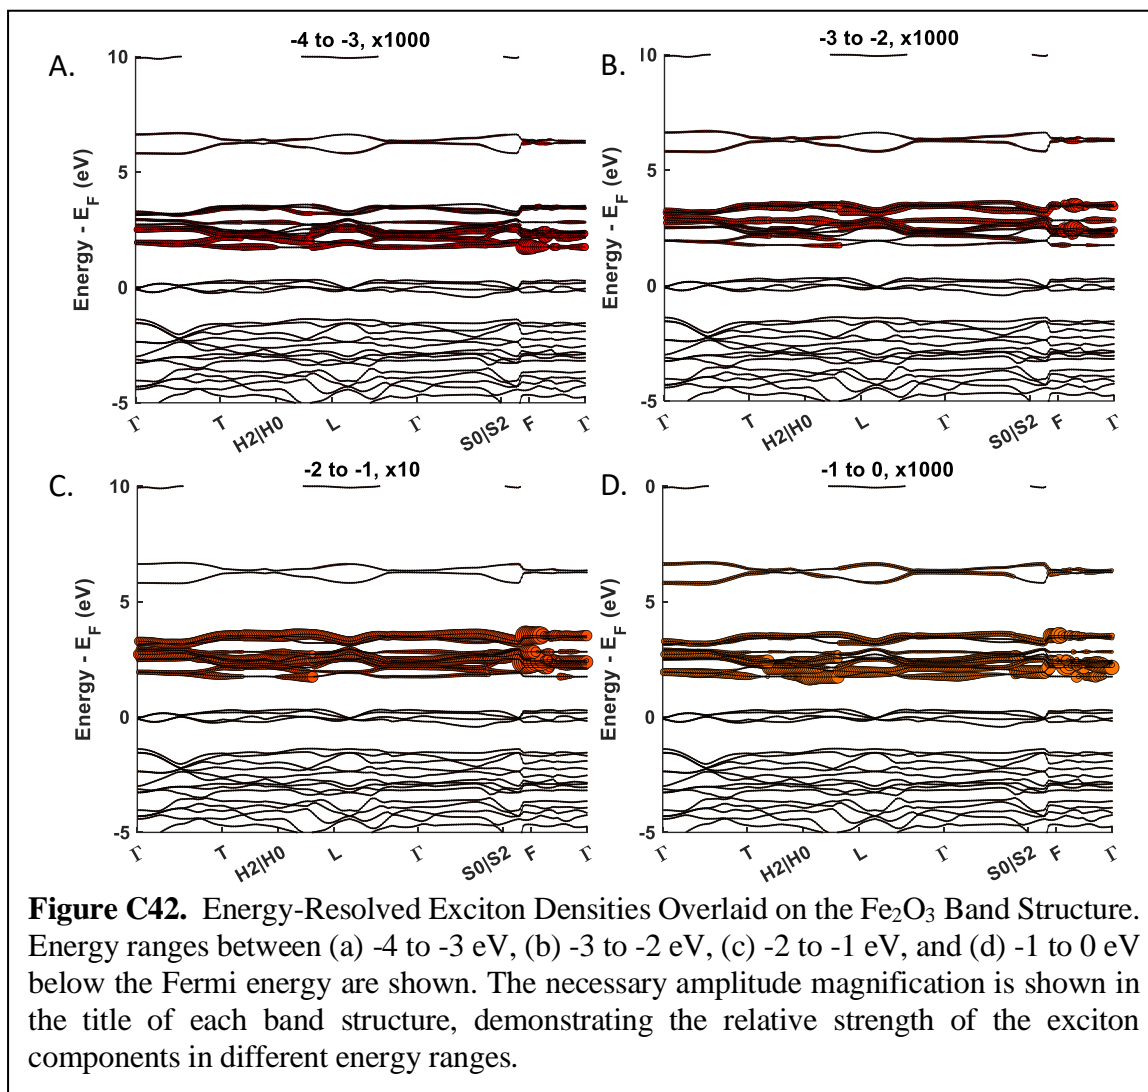 -4 to -3, x1000
A.
10
5
0
-5
Energy - E_F (eV)
Γ T H2|H0 L Γ S0|S2 F Γ
-3 to -2, x1000
B.
10
5
0
-5
Energy - E_F (eV)
Γ T H2|H0 L Γ S0|S2 F Γ
-2 to -1, x10
C.
10
5
0
-5
Energy - E_F (eV)
Γ T H2|H0 L Γ S0|S2 F Γ
-1 to 0, x1000
D.
0
5
0
-5
Energy - E_F (eV)
Γ T H2|H0 L Γ S0|S2 F Γ
Figure C42. Energy-Resolved Exciton Densities Overlaid on the Fe₂O₃ Band Structure.
Energy ranges between (a) -4 to -3 eV, (b) -3 to -2 eV, (c) -2 to -1 eV, and (d) -1 to 0 eV
below the Fermi energy are shown. The necessary amplitude magnification is shown in
the title of each band structure, demonstrating the relative strength of the exciton
components in different energy ranges.